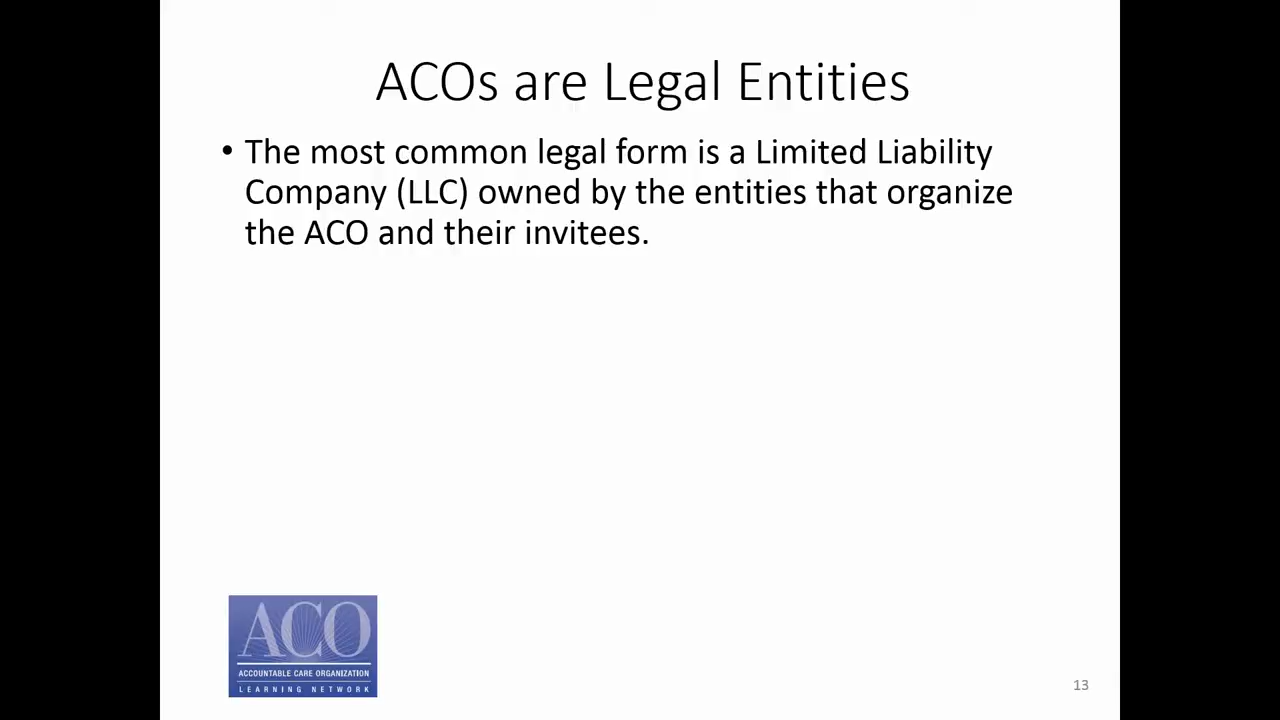 ACOs are Legal Entities
• The most common legal form is a Limited Liability
Company (LLC) owned by the entities that organize
the ACO and their invitees.
ACO
ACCOUNTABLE CARE ORGANIZATION
LEARNING NETWORK
13